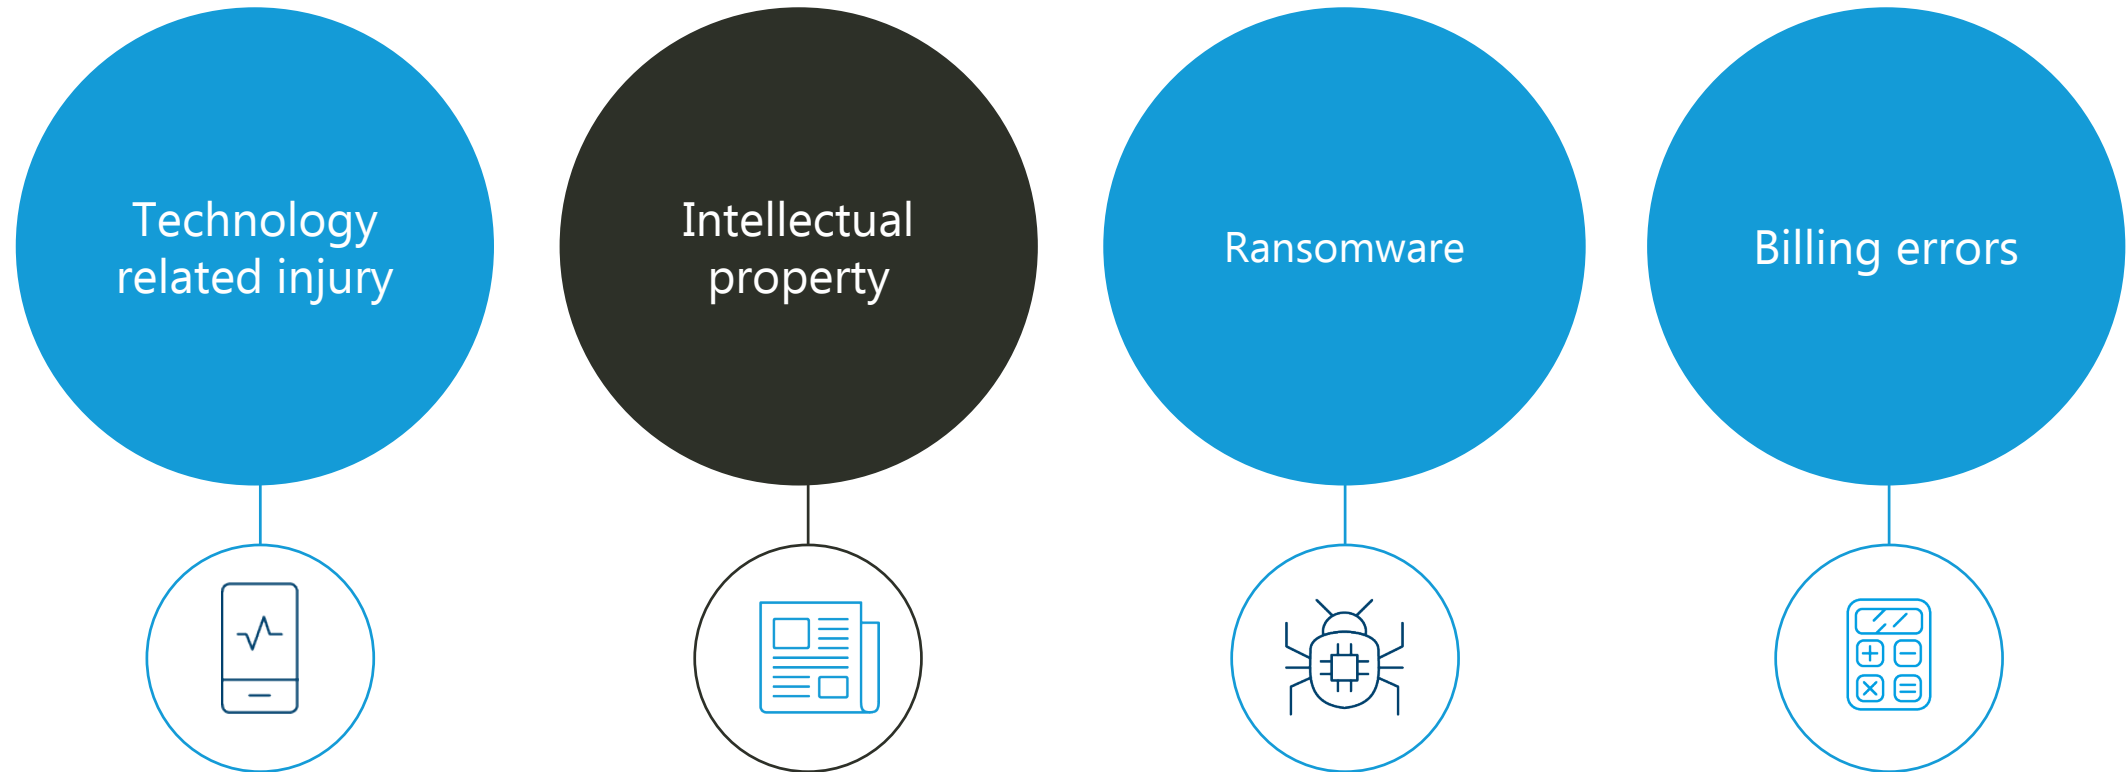 Technology
related injury
Intellectual
property
Ransomware
Billing errors